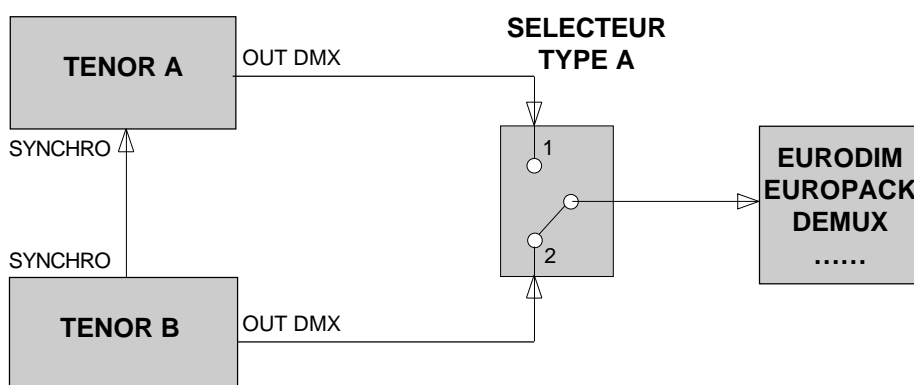 SELECTEUR
TYPE A
TENOR A
OUT DMX
SYNCHRO
1
EURODIM
EUROPACK
DEMUX
......
2
SYNCHRO
TENOR B
OUT DMX